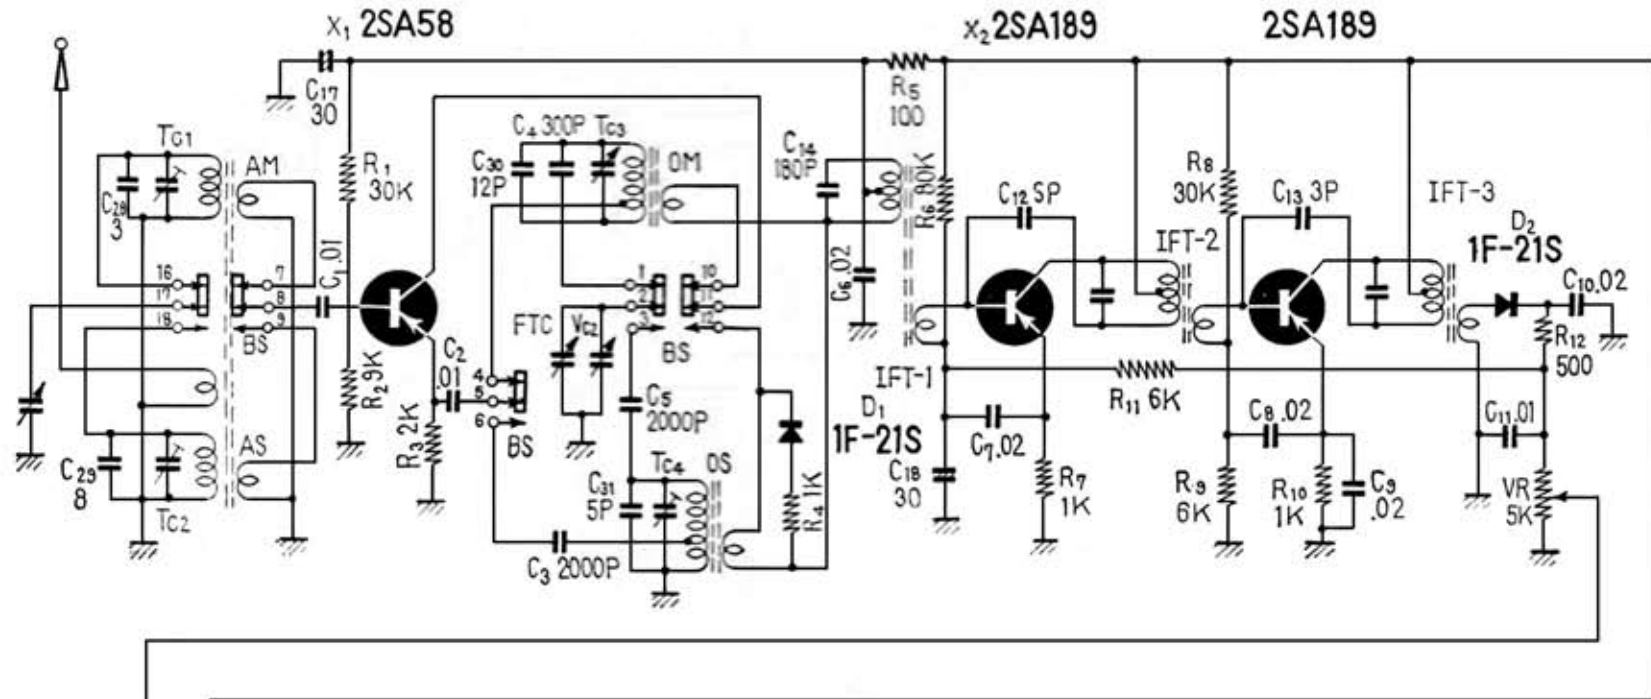 X₁ 2SA58
X₂ 2SA189
2SA189
C17
30
TG1
AM
C28
3
R1
30K
C1 .01
16
17
18
7
8
9
BS
R2 9K
C2
.01
R3 2K
C29
8
TC2
AS
C4 300P
TC3
C30
12P
OM
1
2
3
10
11
12
FTC
VC2
BS
4
5
6
BS
C5
2000P
C31
5P
TC4
OS
C3 2000P
R4 1K
C14
180P
R5
100
R6 80K
C6 .02
IFT-1
D1
1F-21S
C18
30
C7 .02
R7
1K
C12 5P
IFT-2
R11 6K
R8
30K
C13 3P
IFT-3
D2
1F-21S
C10 .02
R12
500
C8 .02
R9
6K
R10
1K
C9
.02
C11 .01
VR
5K